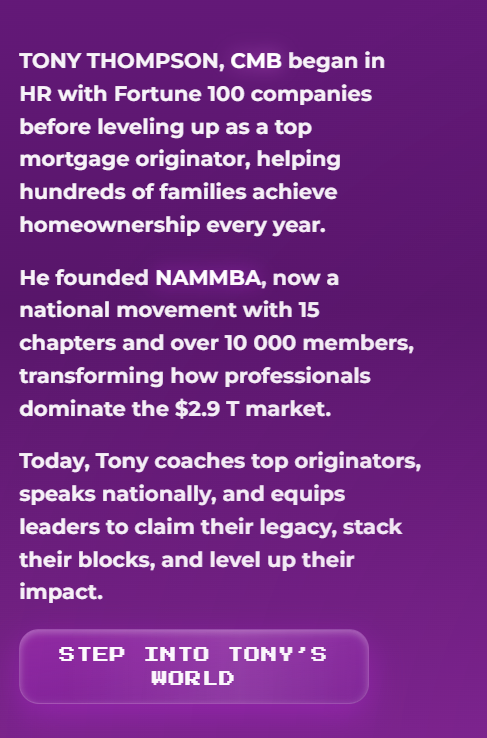 TONY THOMPSON, CMB began in
HR with Fortune 100 companies
before leveling up as a top
mortgage originator, helping
hundreds of families achieve
homeownership every year.
He founded NAMMBA, now a
national movement with 15
chapters and over 10 000 members,
transforming how professionals
dominate the $2.9 T market.
Today, Tony coaches top originators,
speaks nationally, and equips
leaders to claim their legacy, stack
their blocks, and level up their
impact.
STEP INTO TONY’S
WORLD